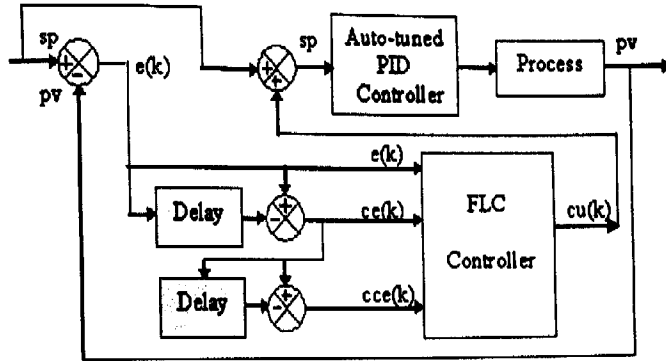 sp
pv
e(k)
sp
Auto-tuned
PID
Controller
Process
pv
e(k)
Delay
ce(k)
FLC
Controller
cu(k)
Delay
cce(k)